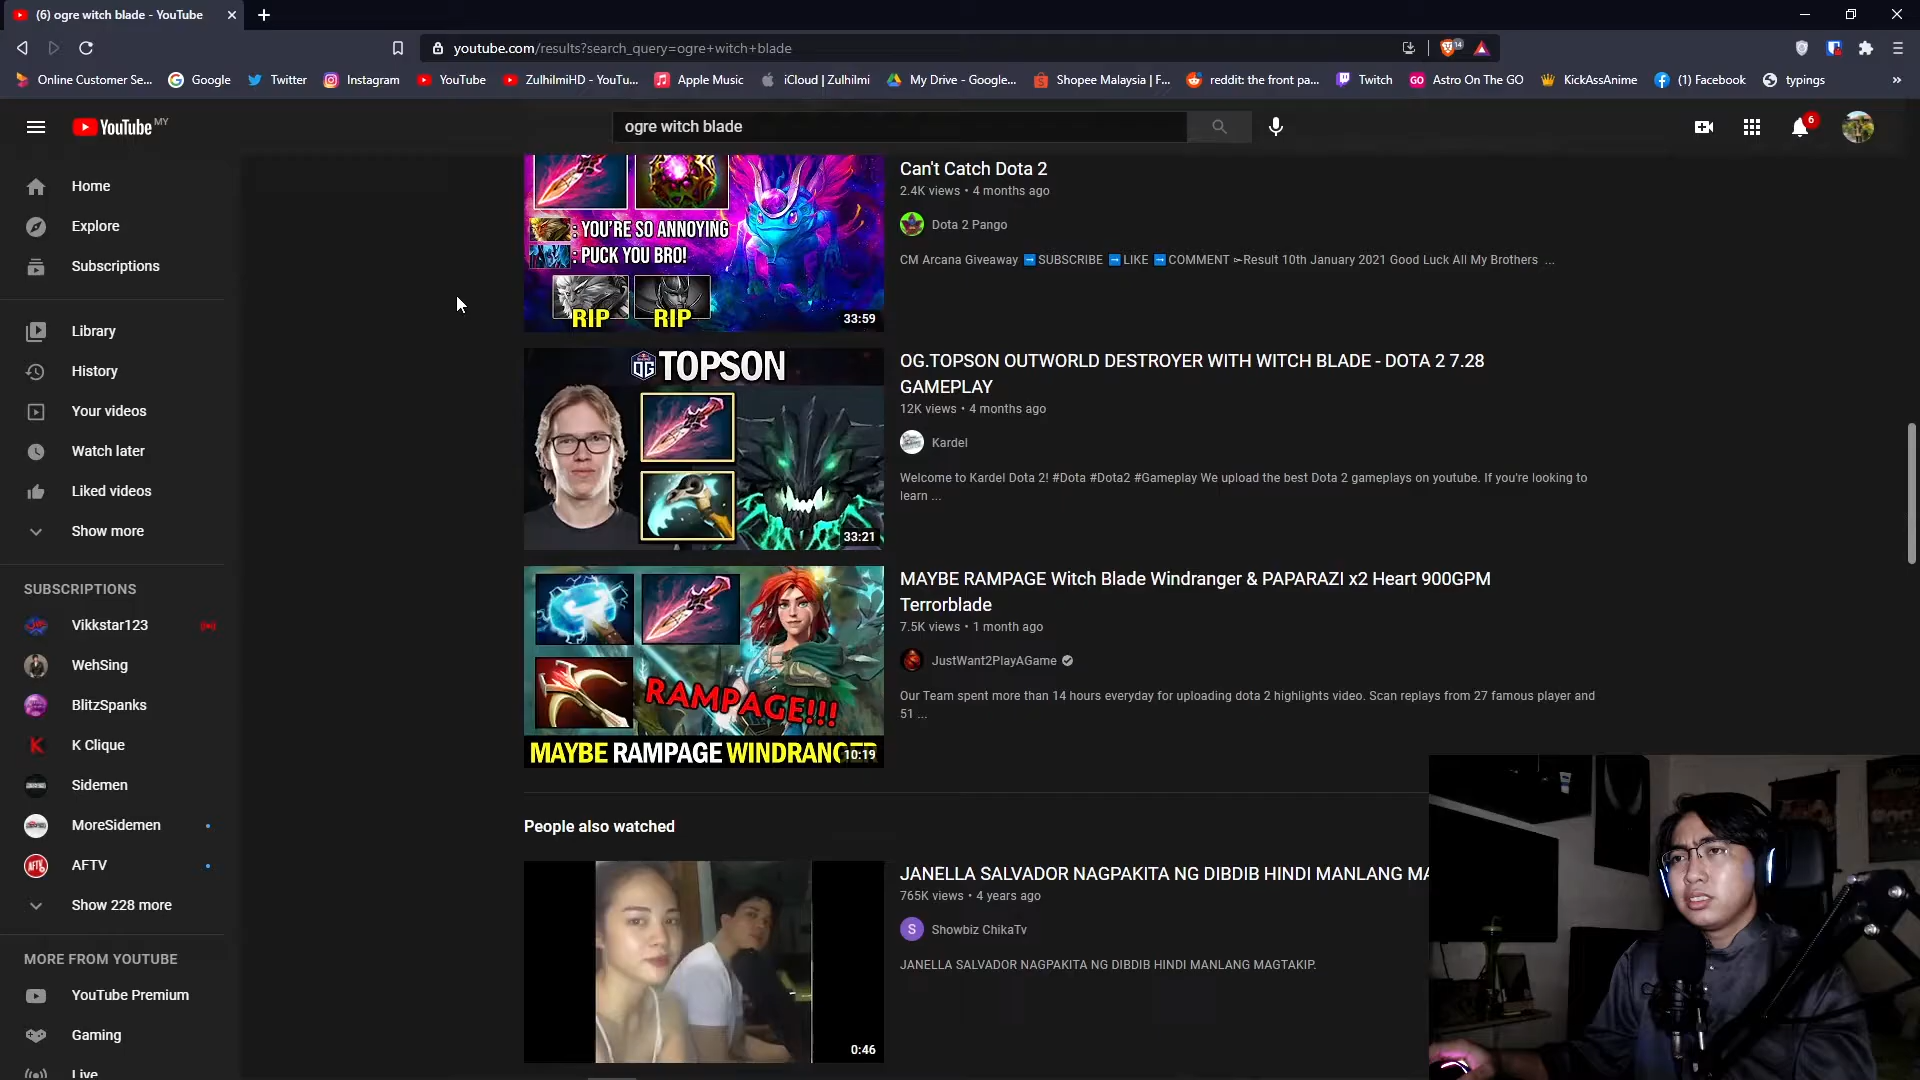 (6) ogre witch blade - YouTube
youtube.com/results?search_query=ogre+witch+blade
14
Online Customer Se...
Google
Twitter
Instagram
YouTube
ZulhilmiHD - YouTu...
Apple Music
iCloud | Zulhilmi
My Drive - Google...
Shopee Malaysia | F...
reddit: the front pa...
Twitch
GO
Astro On The GO
KickAssAnime
(1) Facebook
typings
YouTube MY
ogre witch blade
6
Home
Explore
Subscriptions
Library
History
Your videos
Watch later
Liked videos
Show more
SUBSCRIPTIONS
Vikkstar123
WehSing
BlitzSpanks
K Clique
Sidemen
MoreSidemen
AFTV
Show 228 more
MORE FROM YOUTUBE
YouTube Premium
Gaming
Live
: YOU'RE SO ANNOYING
: PUCK YOU BRO!
RIP RIP
33:59
Can't Catch Dota 2
2.4K views • 4 months ago
Dota 2 Pango
CM Arcana Giveaway ➡SUBSCRIBE ➡LIKE ➡COMMENT ➣Result 10th January 2021 Good Luck All My Brothers ...
OG TOPSON
33:21
OG.TOPSON OUTWORLD DESTROYER WITH WITCH BLADE - DOTA 2 7.28
GAMEPLAY
12K views • 4 months ago
Kardel
Welcome to Kardel Dota 2! #Dota #Dota2 #Gameplay We upload the best Dota 2 gameplays on youtube. If you're looking to
learn ...
RAMPAGE!!!
MAYBE RAMPAGE WINDRANGER
10:19
MAYBE RAMPAGE Witch Blade Windranger & PAPARAZI x2 Heart 900GPM
Terrorblade
7.5K views • 1 month ago
JustWant2PlayAGame
Our Team spent more than 14 hours everyday for uploading dota 2 highlights video. Scan replays from 27 famous player and
51 ...
People also watched
0:46
JANELLA SALVADOR NAGPAKITA NG DIBDIB HINDI MANLANG MA
765K views • 4 years ago
S
Showbiz ChikaTv
JANELLA SALVADOR NAGPAKITA NG DIBDIB HINDI MANLANG MAGTAKIP.